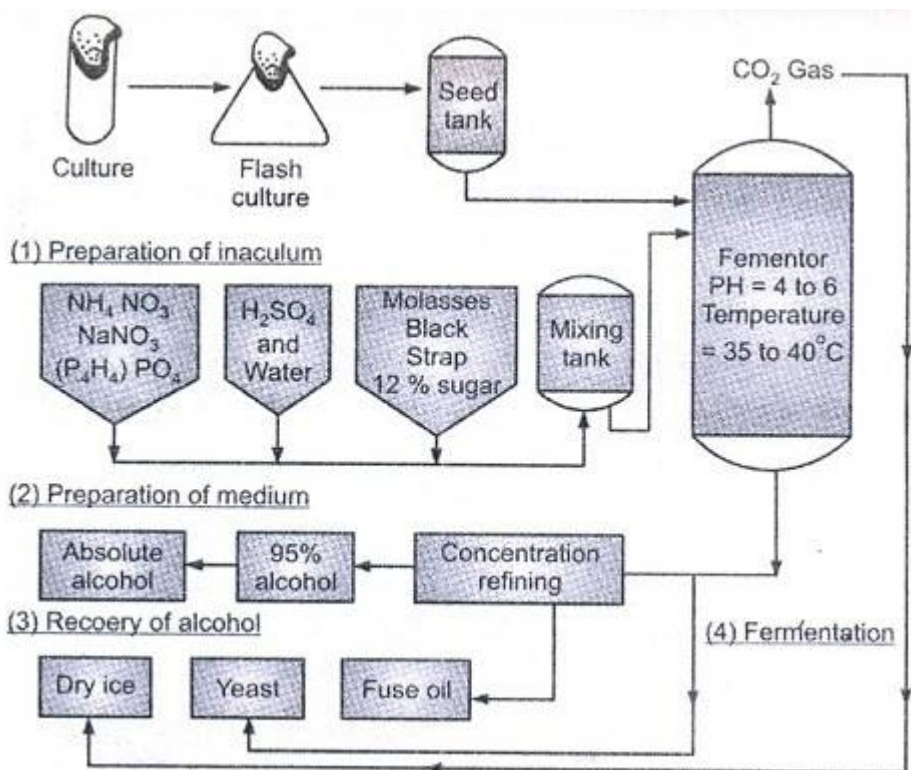 CO2 Gas
Seed
tank
Culture
Flash
culture
(1) Preparation of inaculum
Fementor
PH = 4 to 6
Temperature
= 35 to 40°C
NH4 NO3
NaNO3
(P4H4) PO4
H2SO4
and
Water
Molasses
Black
Strap
12 % sugar
Mixing
tank
(2) Preparation of medium
Absolute
alcohol
95%
alcohol
Concentration
refining
(3) Recoery of alcohol
(4) Fermentation
Dry ice
Yeast
Fuse oil